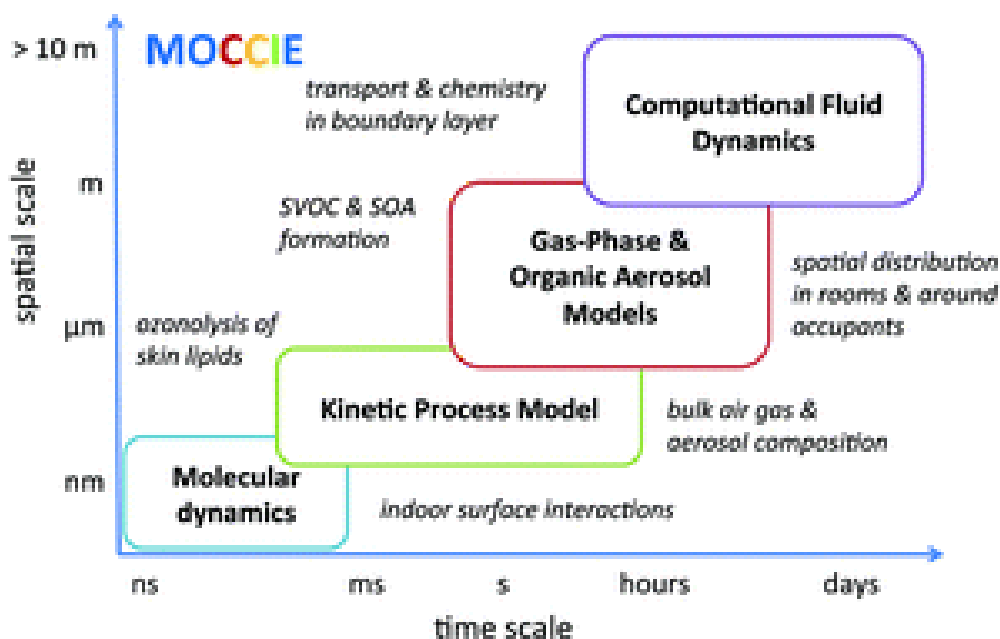 > 10 m
MOCCIE
transport & chemistry
in boundary layer
Computational Fluid
Dynamics
m
SVOC & SOA
formation
Gas-Phase &
Organic Aerosol
Models
spatial distribution
in rooms & around
occupants
spatial scale
μm
ozonolysis of
skin lipids
Kinetic Process Model
bulk air gas &
aerosol composition
nm
Molecular
dynamics
indoor surface interactions
ns
ms
s
hours
days
time scale